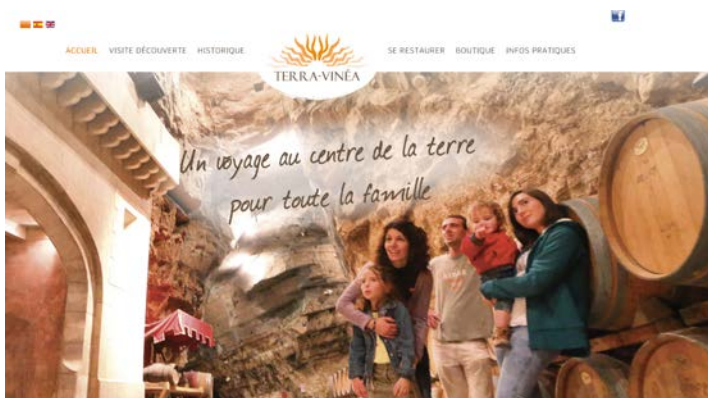 ACCUEIL VISITE DÉCOUVERTE HISTORIQUE
TERRA-VINÉA
SE RESTAURER BOUTIQUE INFOS PRATIQUES
f
Un voyage au centre de la terre
pour toute la famille